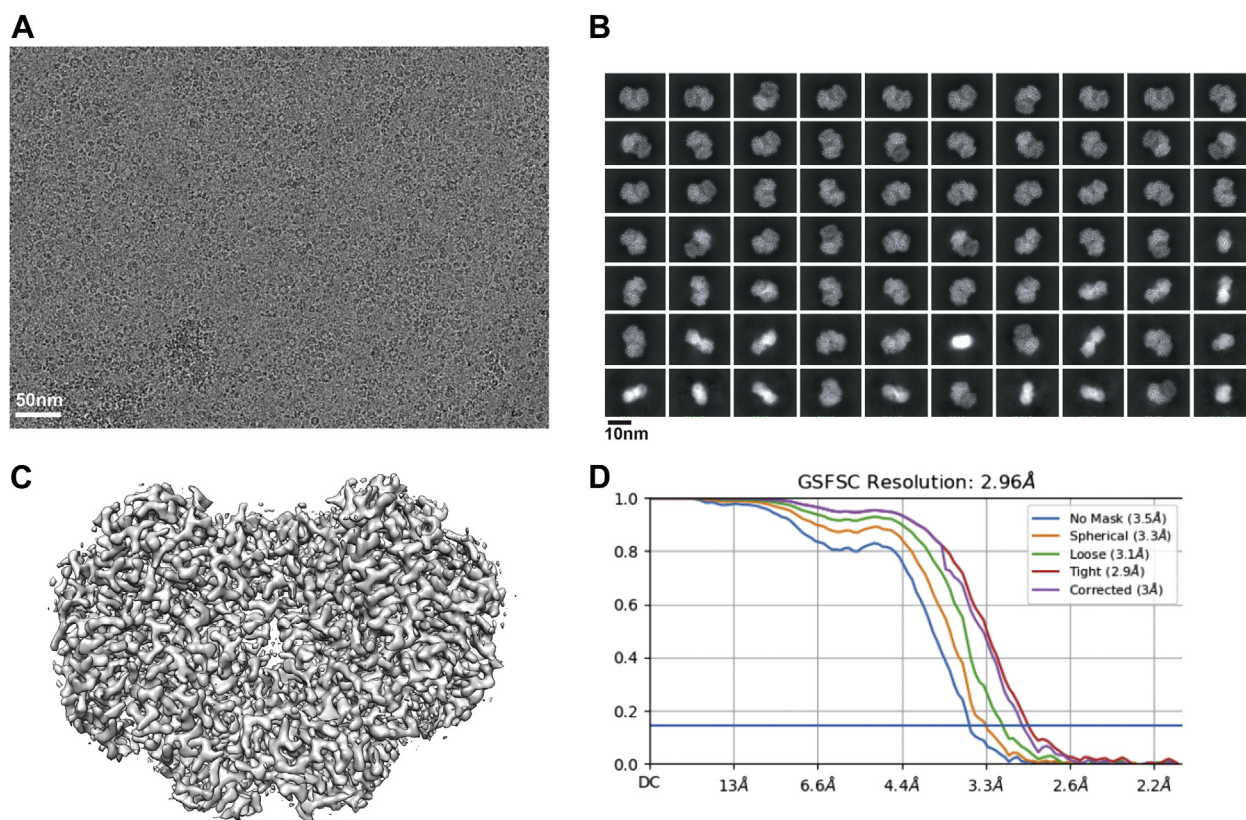 A
50nm
B
10nm
C
D
GSFSC Resolution: 2.96Å
1.0
0.8
0.6
0.4
0.2
0.0
No Mask (3.5Å)
Spherical (3.3Å)
Loose (3.1Å)
Tight (2.9Å)
Corrected (3Å)
DC
13Å
6.6Å
4.4Å
3.3Å
2.6Å
2.2Å